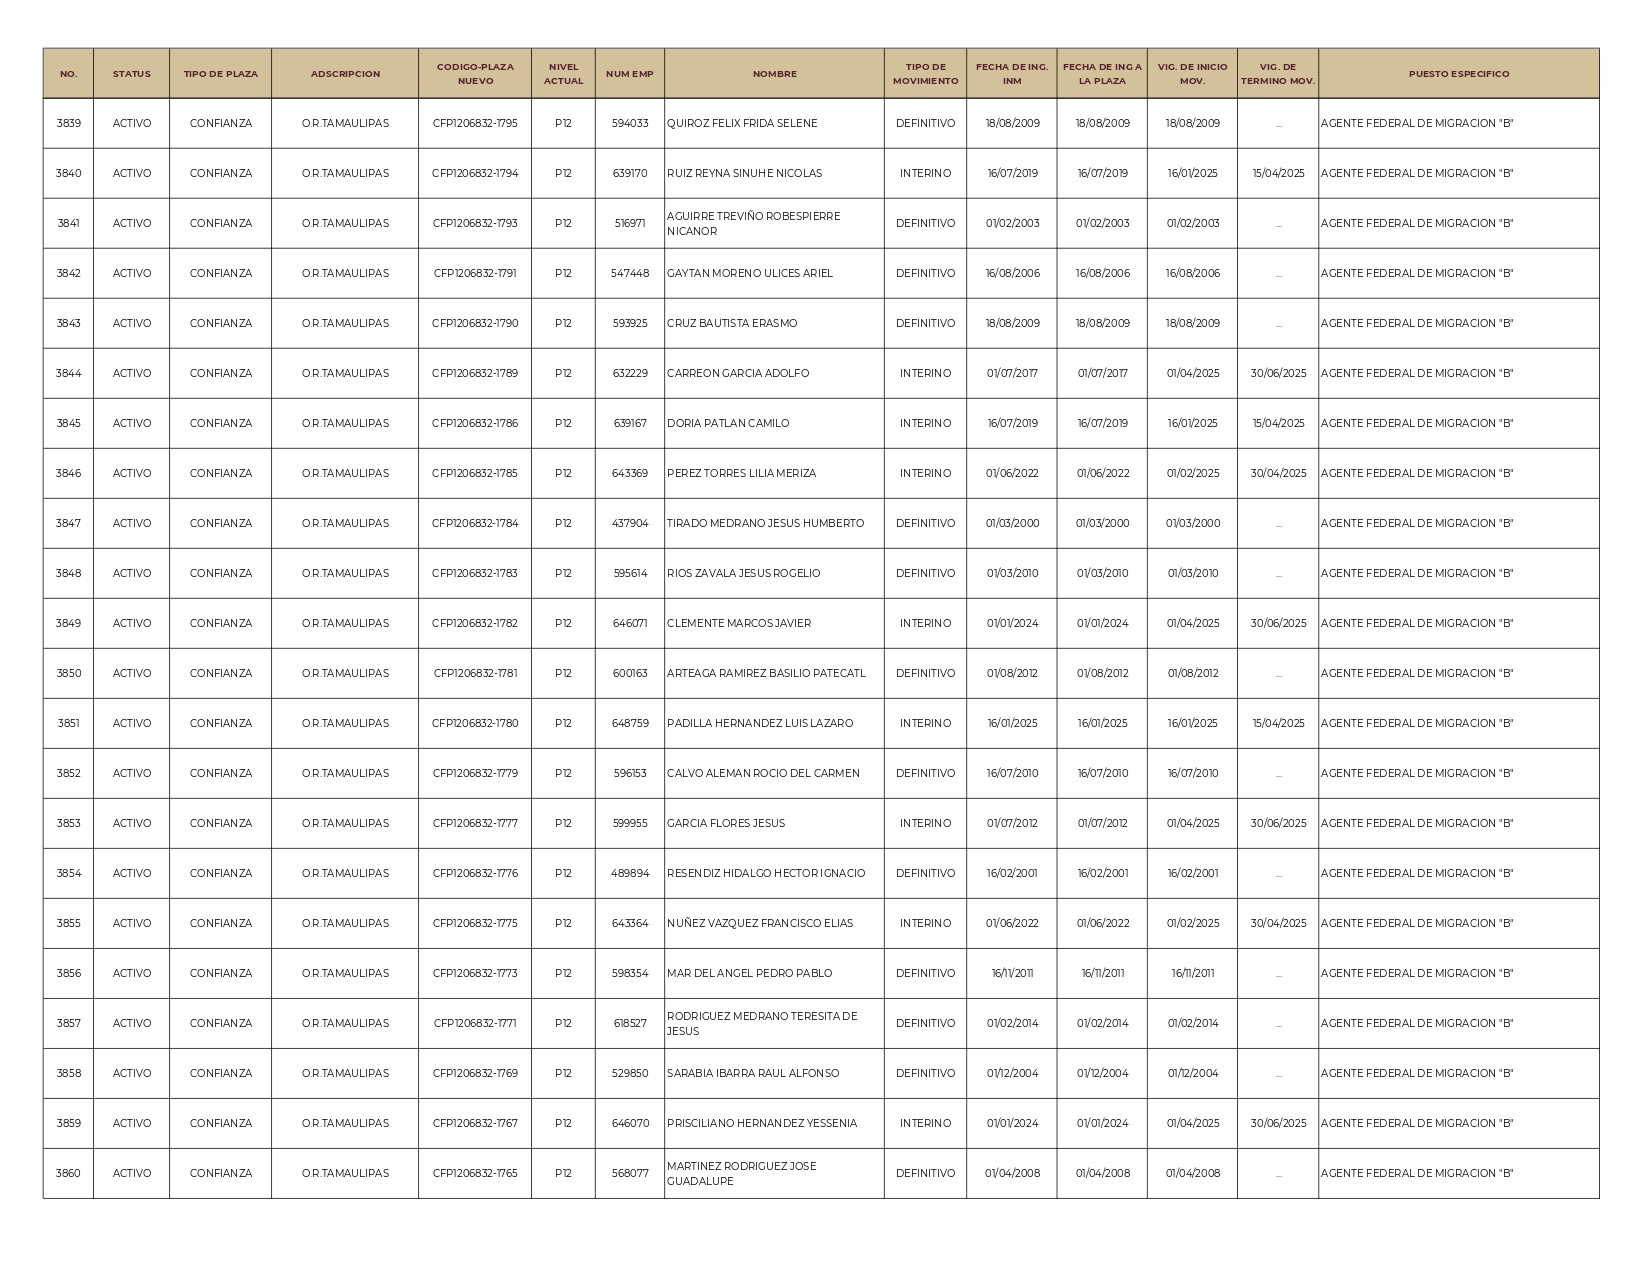 NO. STATUS TIPO DE PLAZA ADSCRIPCION CODIGO-PLAZA NUEVO NIVEL ACTUAL NUM EMP NOMBRE TIPO DE MOVIMIENTO FECHA DE ING. INM FECHA DE ING A LA PLAZA VIG. DE INICIO MOV. VIG. DE TERMINO MOV. PUESTO ESPECIFICO
3839 ACTIVO CONFIANZA O.R.TAMAULIPAS CFP1206832-1795 P12 594033 QUIROZ FELIX FRIDA SELENE DEFINITIVO 18/08/2009 18/08/2009 18/08/2009 ... AGENTE FEDERAL DE MIGRACION "B"
3840 ACTIVO CONFIANZA O.R.TAMAULIPAS CFP1206832-1794 P12 639170 RUIZ REYNA SINUHE NICOLAS INTERINO 16/07/2019 16/07/2019 16/01/2025 15/04/2025 AGENTE FEDERAL DE MIGRACION "B"
3841 ACTIVO CONFIANZA O.R.TAMAULIPAS CFP1206832-1793 P12 516971 AGUIRRE TREVIÑO ROBESPIERRE NICANOR DEFINITIVO 01/02/2003 01/02/2003 01/02/2003 ... AGENTE FEDERAL DE MIGRACION "B"
3842 ACTIVO CONFIANZA O.R.TAMAULIPAS CFP1206832-1791 P12 547448 GAYTAN MORENO ULICES ARIEL DEFINITIVO 16/08/2006 16/08/2006 16/08/2006 ... AGENTE FEDERAL DE MIGRACION "B"
3843 ACTIVO CONFIANZA O.R.TAMAULIPAS CFP1206832-1790 P12 593925 CRUZ BAUTISTA ERASMO DEFINITIVO 18/08/2009 18/08/2009 18/08/2009 ... AGENTE FEDERAL DE MIGRACION "B"
3844 ACTIVO CONFIANZA O.R.TAMAULIPAS CFP1206832-1789 P12 632229 CARREON GARCIA ADOLFO INTERINO 01/07/2017 01/07/2017 01/04/2025 30/06/2025 AGENTE FEDERAL DE MIGRACION "B"
3845 ACTIVO CONFIANZA O.R.TAMAULIPAS CFP1206832-1786 P12 639167 DORIA PATLAN CAMILO INTERINO 16/07/2019 16/07/2019 16/01/2025 15/04/2025 AGENTE FEDERAL DE MIGRACION "B"
3846 ACTIVO CONFIANZA O.R.TAMAULIPAS CFP1206832-1785 P12 643369 PEREZ TORRES LILIA MERIZA INTERINO 01/06/2022 01/06/2022 01/02/2025 30/04/2025 AGENTE FEDERAL DE MIGRACION "B"
3847 ACTIVO CONFIANZA O.R.TAMAULIPAS CFP1206832-1784 P12 437904 TIRADO MEDRANO JESUS HUMBERTO DEFINITIVO 01/03/2000 01/03/2000 01/03/2000 ... AGENTE FEDERAL DE MIGRACION "B"
3848 ACTIVO CONFIANZA O.R.TAMAULIPAS CFP1206832-1783 P12 595614 RIOS ZAVALA JESUS ROGELIO DEFINITIVO 01/03/2010 01/03/2010 01/03/2010 ... AGENTE FEDERAL DE MIGRACION "B"
3849 ACTIVO CONFIANZA O.R.TAMAULIPAS CFP1206832-1782 P12 646071 CLEMENTE MARCOS JAVIER INTERINO 01/01/2024 01/01/2024 01/04/2025 30/06/2025 AGENTE FEDERAL DE MIGRACION "B"
3850 ACTIVO CONFIANZA O.R.TAMAULIPAS CFP1206832-1781 P12 600163 ARTEAGA RAMIREZ BASILIO PATECATL DEFINITIVO 01/08/2012 01/08/2012 01/08/2012 ... AGENTE FEDERAL DE MIGRACION "B"
3851 ACTIVO CONFIANZA O.R.TAMAULIPAS CFP1206832-1780 P12 648759 PADILLA HERNANDEZ LUIS LAZARO INTERINO 16/01/2025 16/01/2025 16/01/2025 15/04/2025 AGENTE FEDERAL DE MIGRACION "B"
3852 ACTIVO CONFIANZA O.R.TAMAULIPAS CFP1206832-1779 P12 596153 CALVO ALEMAN ROCIO DEL CARMEN DEFINITIVO 16/07/2010 16/07/2010 16/07/2010 ... AGENTE FEDERAL DE MIGRACION "B"
3853 ACTIVO CONFIANZA O.R.TAMAULIPAS CFP1206832-1777 P12 599955 GARCIA FLORES JESUS INTERINO 01/07/2012 01/07/2012 01/04/2025 30/06/2025 AGENTE FEDERAL DE MIGRACION "B"
3854 ACTIVO CONFIANZA O.R.TAMAULIPAS CFP1206832-1776 P12 489894 RESENDIZ HIDALGO HECTOR IGNACIO DEFINITIVO 16/02/2001 16/02/2001 16/02/2001 ... AGENTE FEDERAL DE MIGRACION "B"
3855 ACTIVO CONFIANZA O.R.TAMAULIPAS CFP1206832-1775 P12 643364 NUÑEZ VAZQUEZ FRANCISCO ELIAS INTERINO 01/06/2022 01/06/2022 01/02/2025 30/04/2025 AGENTE FEDERAL DE MIGRACION "B"
3856 ACTIVO CONFIANZA O.R.TAMAULIPAS CFP1206832-1773 P12 598354 MAR DEL ANGEL PEDRO PABLO DEFINITIVO 16/11/2011 16/11/2011 16/11/2011 ... AGENTE FEDERAL DE MIGRACION "B"
3857 ACTIVO CONFIANZA O.R.TAMAULIPAS CFP1206832-1771 P12 618527 RODRIGUEZ MEDRANO TERESITA DE JESUS DEFINITIVO 01/02/2014 01/02/2014 01/02/2014 ... AGENTE FEDERAL DE MIGRACION "B"
3858 ACTIVO CONFIANZA O.R.TAMAULIPAS CFP1206832-1769 P12 529850 SARABIA IBARRA RAUL ALFONSO DEFINITIVO 01/12/2004 01/12/2004 01/12/2004 ... AGENTE FEDERAL DE MIGRACION "B"
3859 ACTIVO CONFIANZA O.R.TAMAULIPAS CFP1206832-1767 P12 646070 PRISCILIANO HERNANDEZ YESSENIA INTERINO 01/01/2024 01/01/2024 01/04/2025 30/06/2025 AGENTE FEDERAL DE MIGRACION "B"
3860 ACTIVO CONFIANZA O.R.TAMAULIPAS CFP1206832-1765 P12 568077 MARTINEZ RODRIGUEZ JOSE GUADALUPE DEFINITIVO 01/04/2008 01/04/2008 01/04/2008 ... AGENTE FEDERAL DE MIGRACION "B"